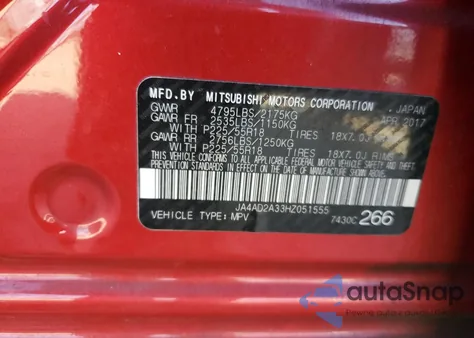 MFD.BY MITSUBISHI MOTORS CORPORATION , JAPAN
GVWR 4795LBS/2175KG APR.2017
GAWR FR 2535LBS/1150KG
WITH P225/55R18 TIRES 18X7.0J RIMS
GAWR RR 2756LBS/1250KG
WITH P225/55R18 TIRES 18X7.0J RIMS
THIS VEHICLE CONFORMS TO ALL APPLICABLE FEDERAL MOTOR VEHICLE SAFETY AND THEFT PREVENTION STANDARDS IN EFFECT ON THE DATE OF MANUFACTURE SHOWN ABOVE.
JA4AD2A33HZ051555
VEHICLE TYPE: MPV 7430C 266
autoSnap